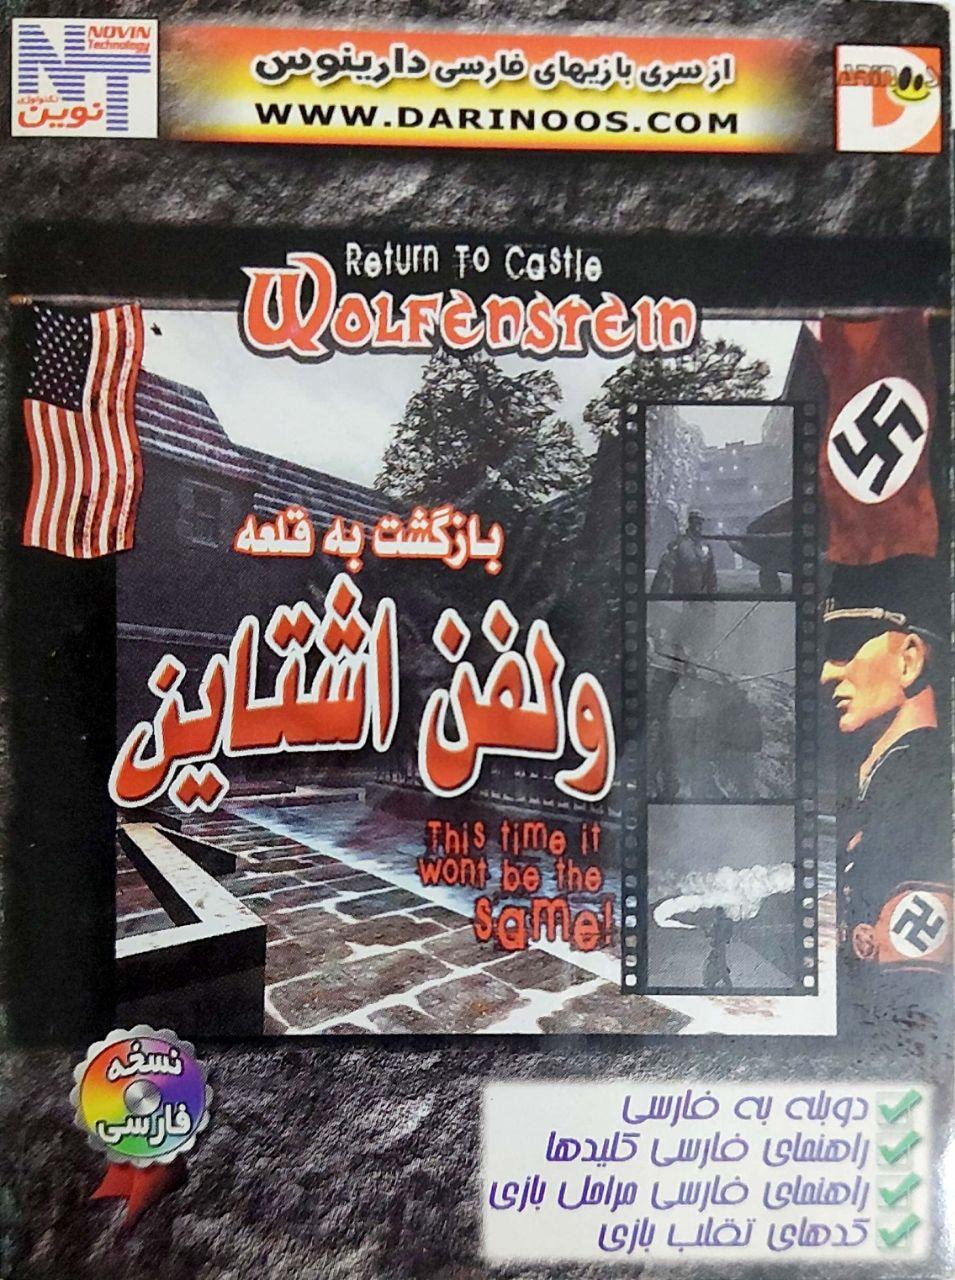 NOVIN
Technology
NT
تکنولوژی
نوین
از سری بازیهای فارسی دارینوس
WWW.DARINOOS.COM
D
Return To Castle
Wolfenstein
بازگشت به قلعه
ولفن اشتاین
This time it
wont be the
same!
نسخه
فارسی
دوبله به فارسی
راهنمای فارسی کلیدها
راهنمای فارسی مراحل بازی
کدهای تقلب بازی